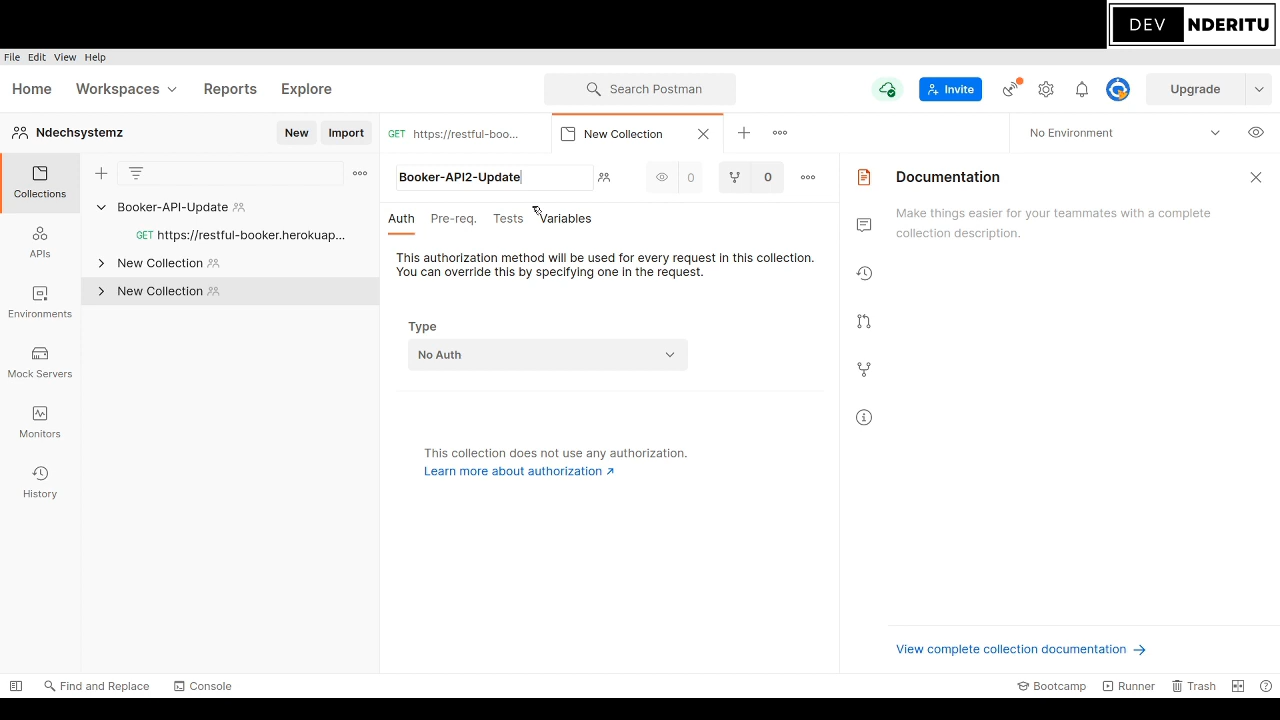 DEV NDERITU
File Edit View Help
Home Workspaces Reports Explore Search Postman Invite Upgrade
Ndechsystemz New Import GET https://restful-boo... New Collection No Environment
Collections
Booker-API2-Update 0 0
Documentation
Booker-API-Update
GET https://restful-booker.herokuap...
New Collection
New Collection
APIs
Environments
Mock Servers
Monitors
History
Auth Pre-req. Tests Variables
This authorization method will be used for every request in this collection.
You can override this by specifying one in the request.
Type
No Auth
This collection does not use any authorization.
Learn more about authorization ↗
Make things easier for your teammates with a complete
collection description.
View complete collection documentation →
Find and Replace Console Bootcamp Runner Trash